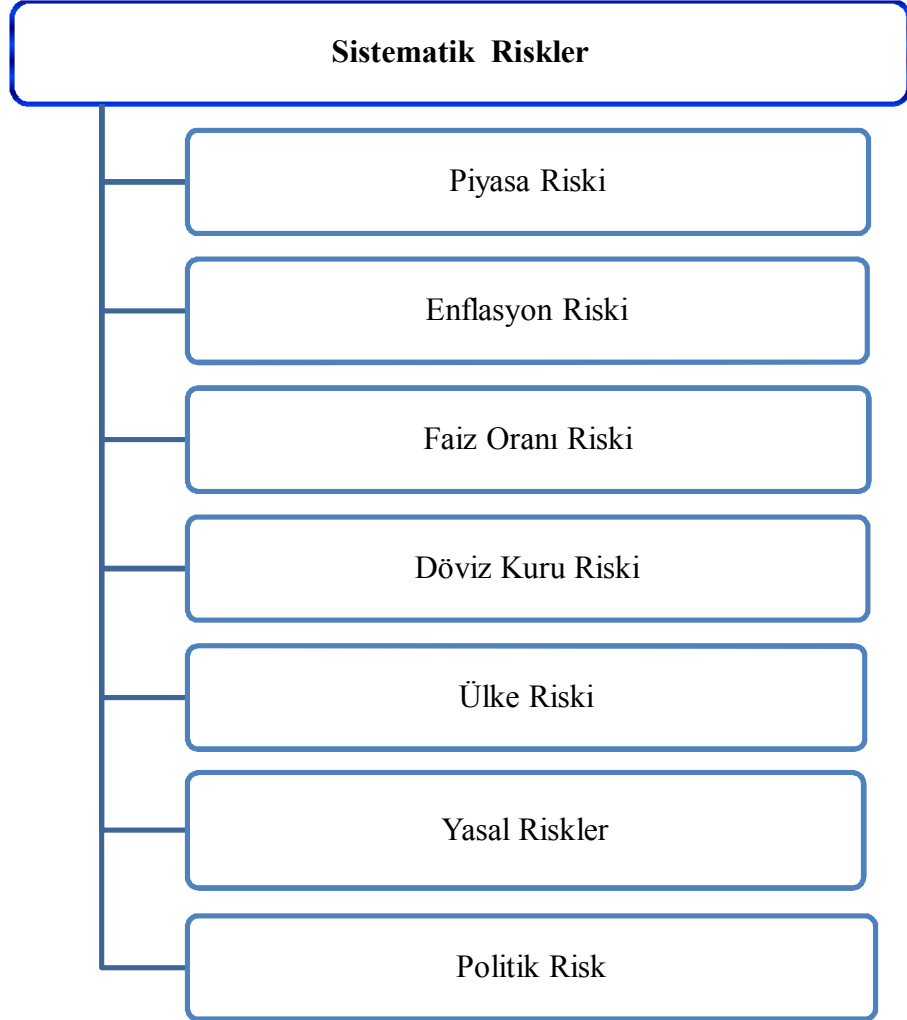 Sistematik Riskler
Piyasa Riski
Enflasyon Riski
Faiz Oranı Riski
Döviz Kuru Riski
Ülke Riski
Yasal Riskler
Politik Risk